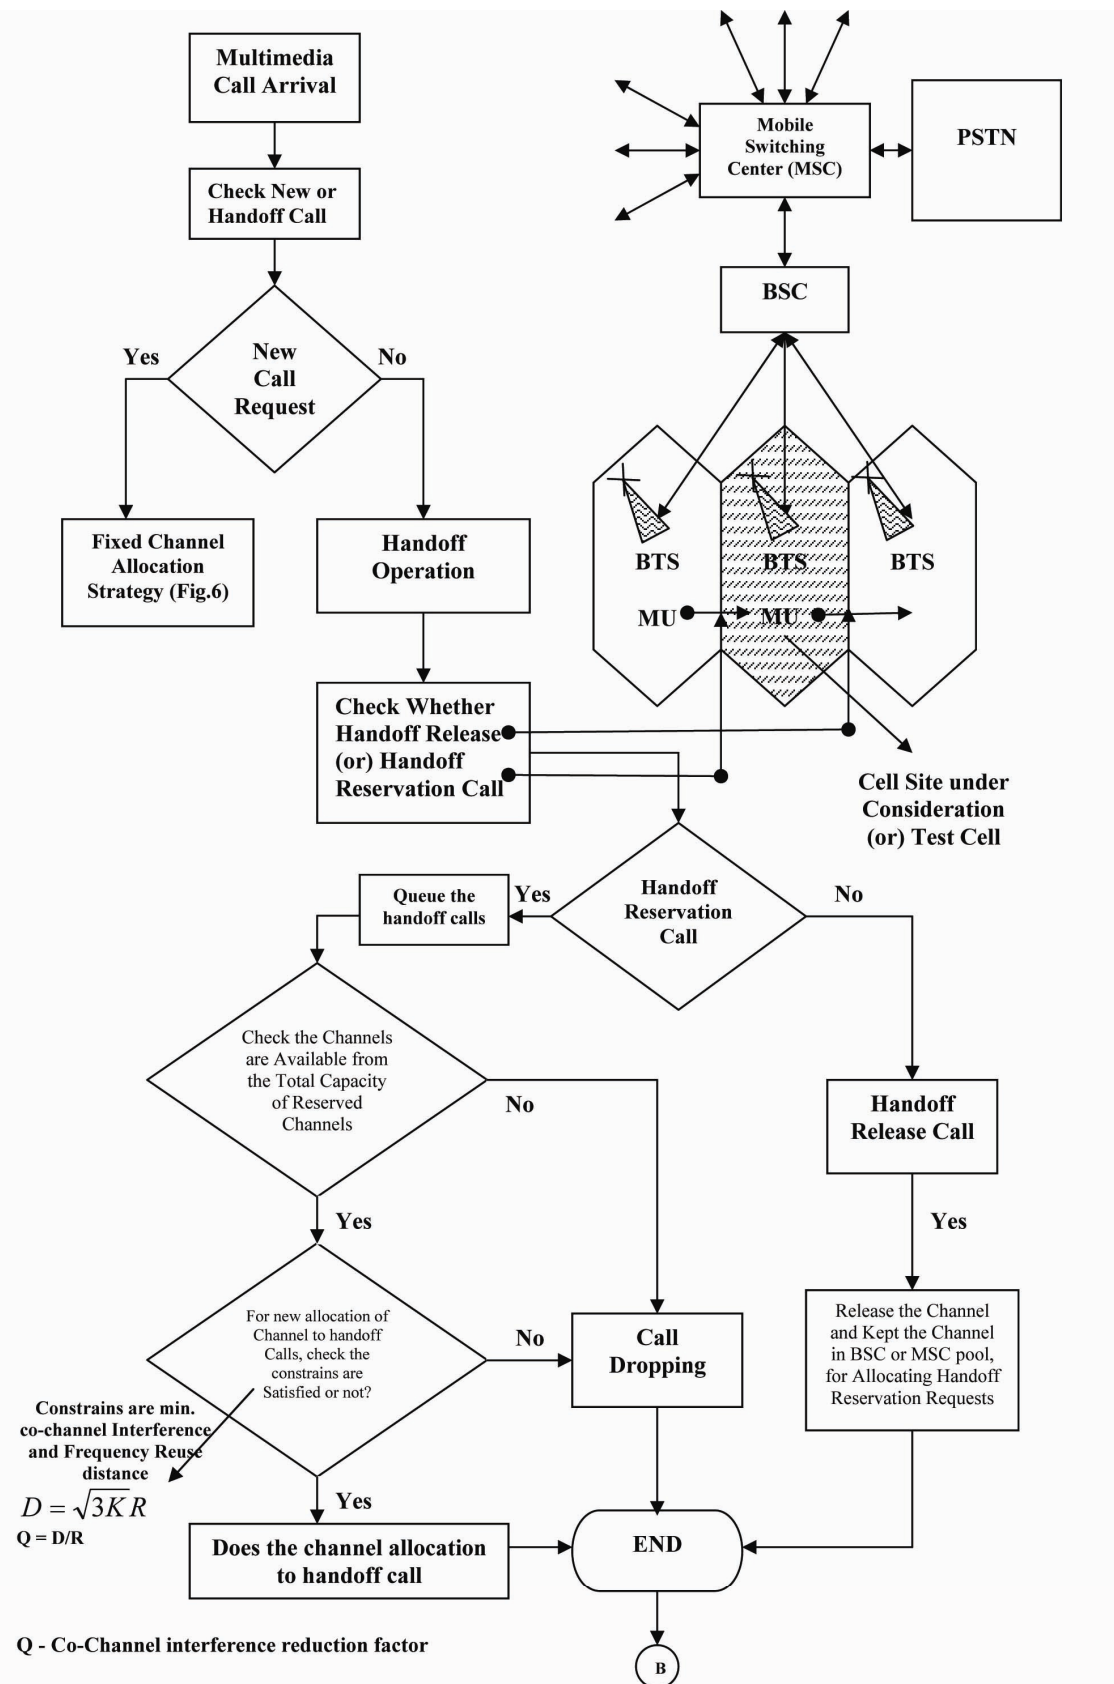 Multimedia
Call Arrival
Mobile
Switching
Center (MSC)
PSTN
Check New or
Handoff Call
BSC
Yes
No
New
Call
Request
Fixed Channel
Allocation
Strategy (Fig.6)
Handoff
Operation
BTS
BTS
BTS
MU
MU
Check Whether
Handoff Release
(or) Handoff
Reservation Call
Cell Site under
Consideration
(or) Test Cell
Queue the
handoff calls
Yes
Handoff
Reservation
Call
No
Check the Channels
are Available from
the Total Capacity
of Reserved
Channels
No
Handoff
Release Call
Yes
Yes
For new allocation of
Channel to handoff
Calls, check the
constrains are
Satisfied or not?
No
Call
Dropping
Release the Channel
and Kept the Channel
in BSC or MSC pool,
for Allocating Handoff
Reservation Requests
Constrains are min.
co-channel Interference
and Frequency Reuse
distance
D = √3K R
Q = D/R
Yes
Does the channel allocation
to handoff call
END
Q - Co-Channel interference reduction factor
B